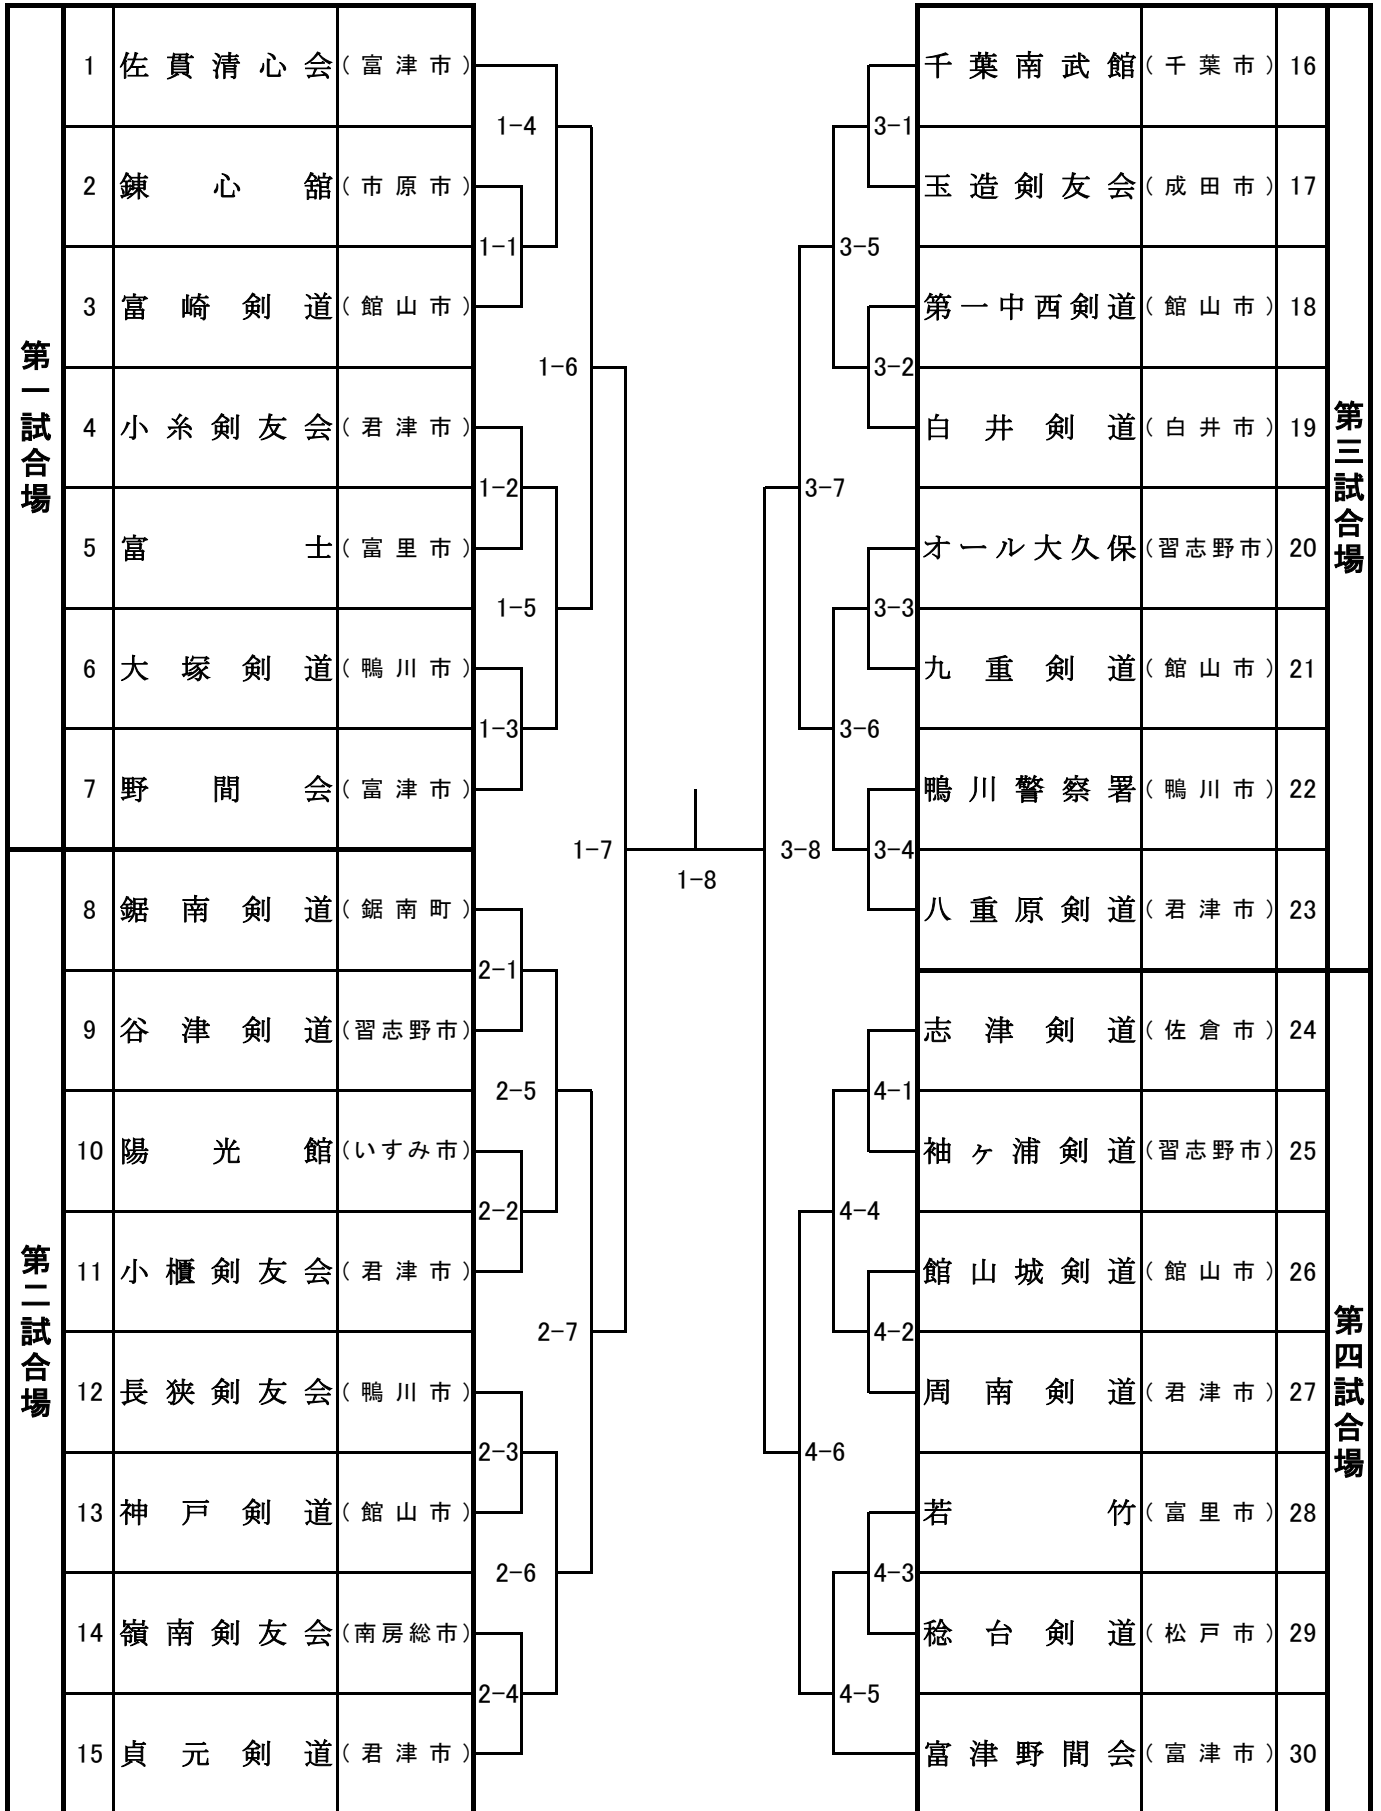 第一試合場
1 佐貫清心会 (富津市)
2 錬心舘 (市原市)
3 富崎剣道 (館山市)
4 小糸剣友会 (君津市)
5 富士 (富里市)
6 大塚剣道 (鴨川市)
7 野間会 (富津市)
第二試合場
8 鋸南剣道 (鋸南町)
9 谷津剣道 (習志野市)
10 陽光館 (いすみ市)
11 小櫃剣友会 (君津市)
12 長狭剣友会 (鴨川市)
13 神戸剣道 (館山市)
14 嶺南剣友会 (南房総市)
15 貞元剣道 (君津市)
1-4
1-1
1-6
1-2
1-5
1-3
1-7
2-1
2-5
2-2
2-7
2-3
2-6
2-4
1-8
3-1
3-5
3-2
3-7
3-3
3-6
3-8
3-4
4-1
4-4
4-2
4-6
4-3
4-5
第三試合場
千葉南武館 (千葉市) 16
玉造剣友会 (成田市) 17
第一中西剣道 (館山市) 18
白井剣道 (白井市) 19
オール大久保 (習志野市) 20
九重剣道 (館山市) 21
鴨川警察署 (鴨川市) 22
八重原剣道 (君津市) 23
第四試合場
志津剣道 (佐倉市) 24
袖ヶ浦剣道 (習志野市) 25
館山城剣道 (館山市) 26
周南剣道 (君津市) 27
若竹 (富里市) 28
稔台剣道 (松戸市) 29
富津野間会 (富津市) 30